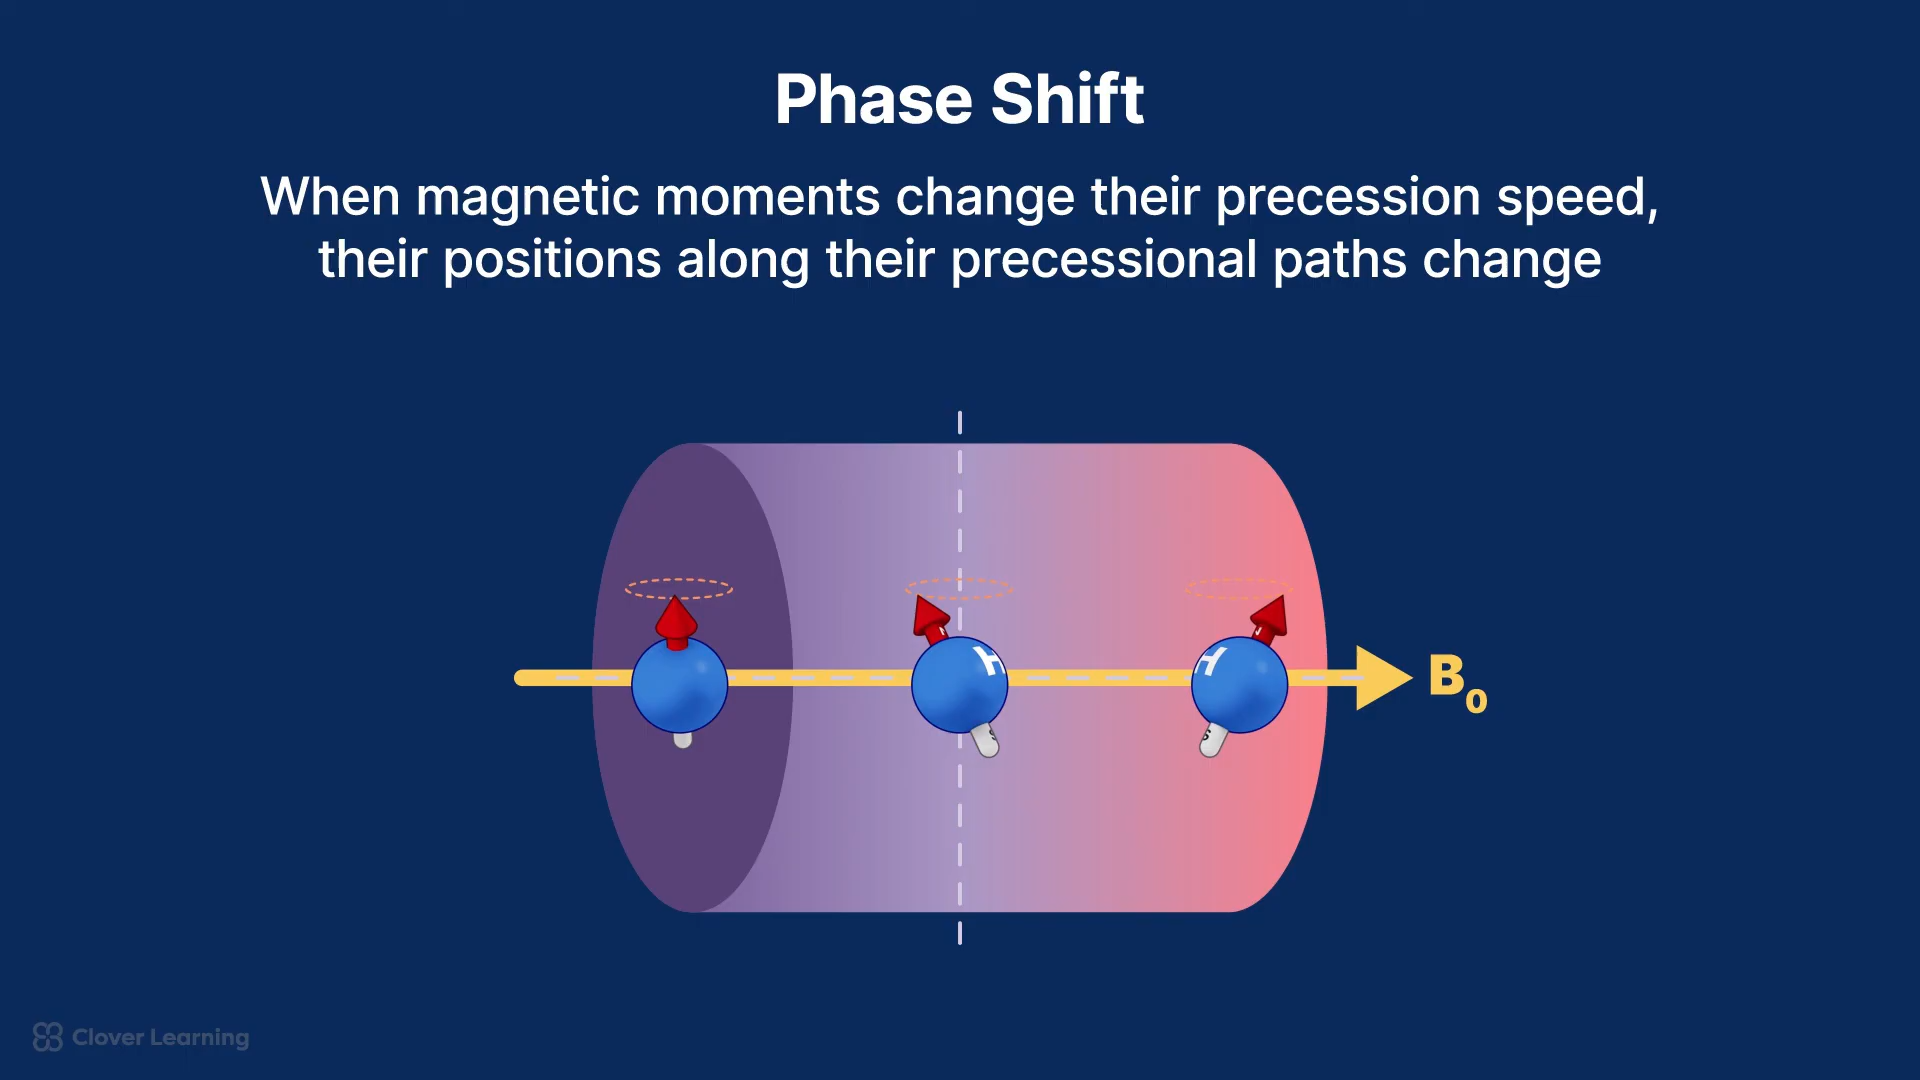 Phase Shift
When magnetic moments change their precession speed,
their positions along their precessional paths change
H
H
S
S
B₀
Clover Learning